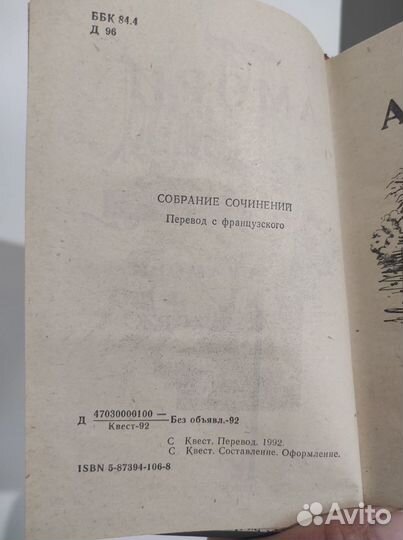 ББК 84.4
Д 96
А
СОБРАНИЕ СОЧИНЕНИЙ
Перевод с французского
Д 47030000100 — Без объявл.-92
Квест-92
С Квест. Перевод. 1992.
С Квест. Составление. Оформление.
ISBN 5-87394-106-8
Avito